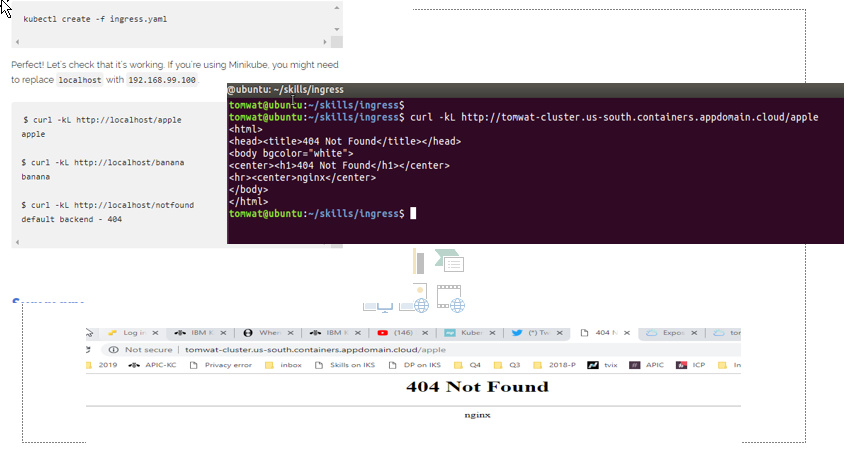 kubectl create -f ingress.yaml
Perfect! Let's check that it's working. If you're using Minikube, you might need
to replace localhost with 192.168.99.100
$ curl -kL http://localhost/apple
apple
$ curl -kL http://localhost/banana
banana
$ curl -kL http://localhost/notfound
default backend - 404
@ubuntu: ~/skills/ingress
tomwat@ubuntu:~/skills/ingress$
tomwat@ubuntu:~/skills/ingress$ curl -kL http://tomwat-cluster.us-south.containers.appdomain.cloud/apple
<html>
<head><title>404 Not Found</title></head>
<body bgcolor="white">
<center><h1>404 Not Found</h1></center>
<hr><center>nginx</center>
</body>
</html>
tomwat@ubuntu:~/skills/ingress$
Log in IBM K When IBM K (146) Kube (*) Tw 404 N Expo tor
Not secure | tomwat-cluster.us-south.containers.appdomain.cloud/apple
2019 APIC-KC Privacy error inbox Skills on IKS DP on IKS Q4 Q3 2018-P tvix APIC ICP In
404 Not Found
nginx